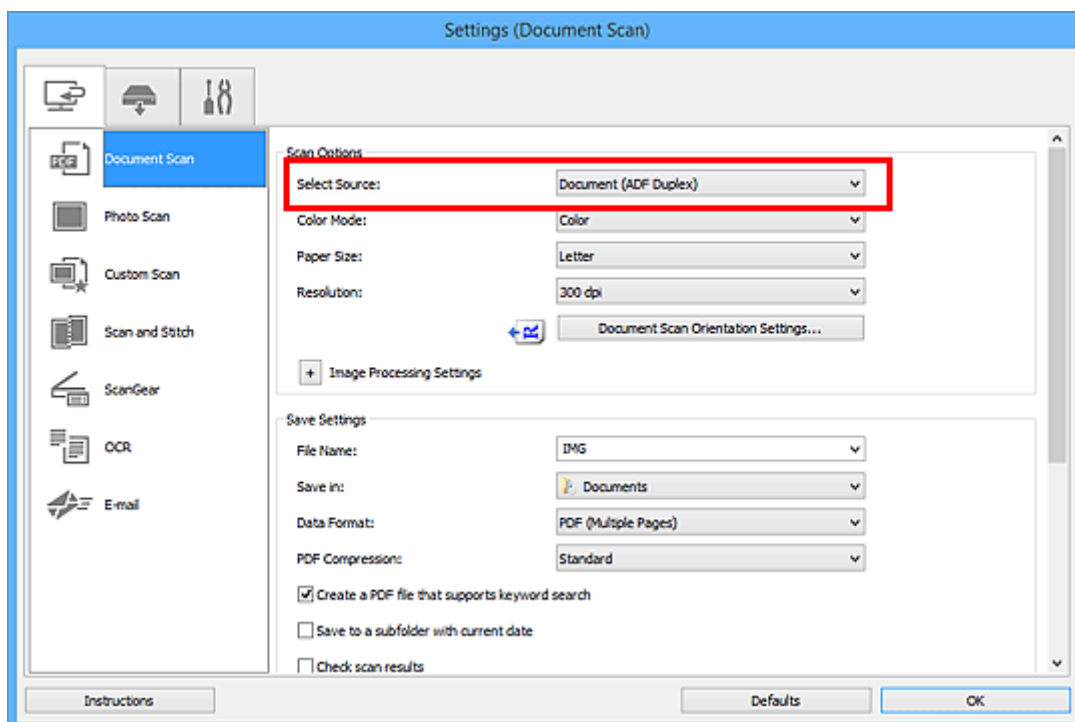 Settings (Document Scan)
PDF
Document Scan
Photo Scan
Custom Scan
Scan and Stitch
ScanGear
OCR
E-mail
Scan Options
Select Source: Document (ADF Duplex)
Color Mode: Color
Paper Size: Letter
Resolution: 300 dpi
R Document Scan Orientation Settings...
+ Image Processing Settings
Save Settings
File Name: IMG
Save in: Documents
Data Format: PDF (Multiple Pages)
PDF Compression: Standard
Create a PDF file that supports keyword search
Save to a subfolder with current date
Check scan results
Instructions Defaults OK